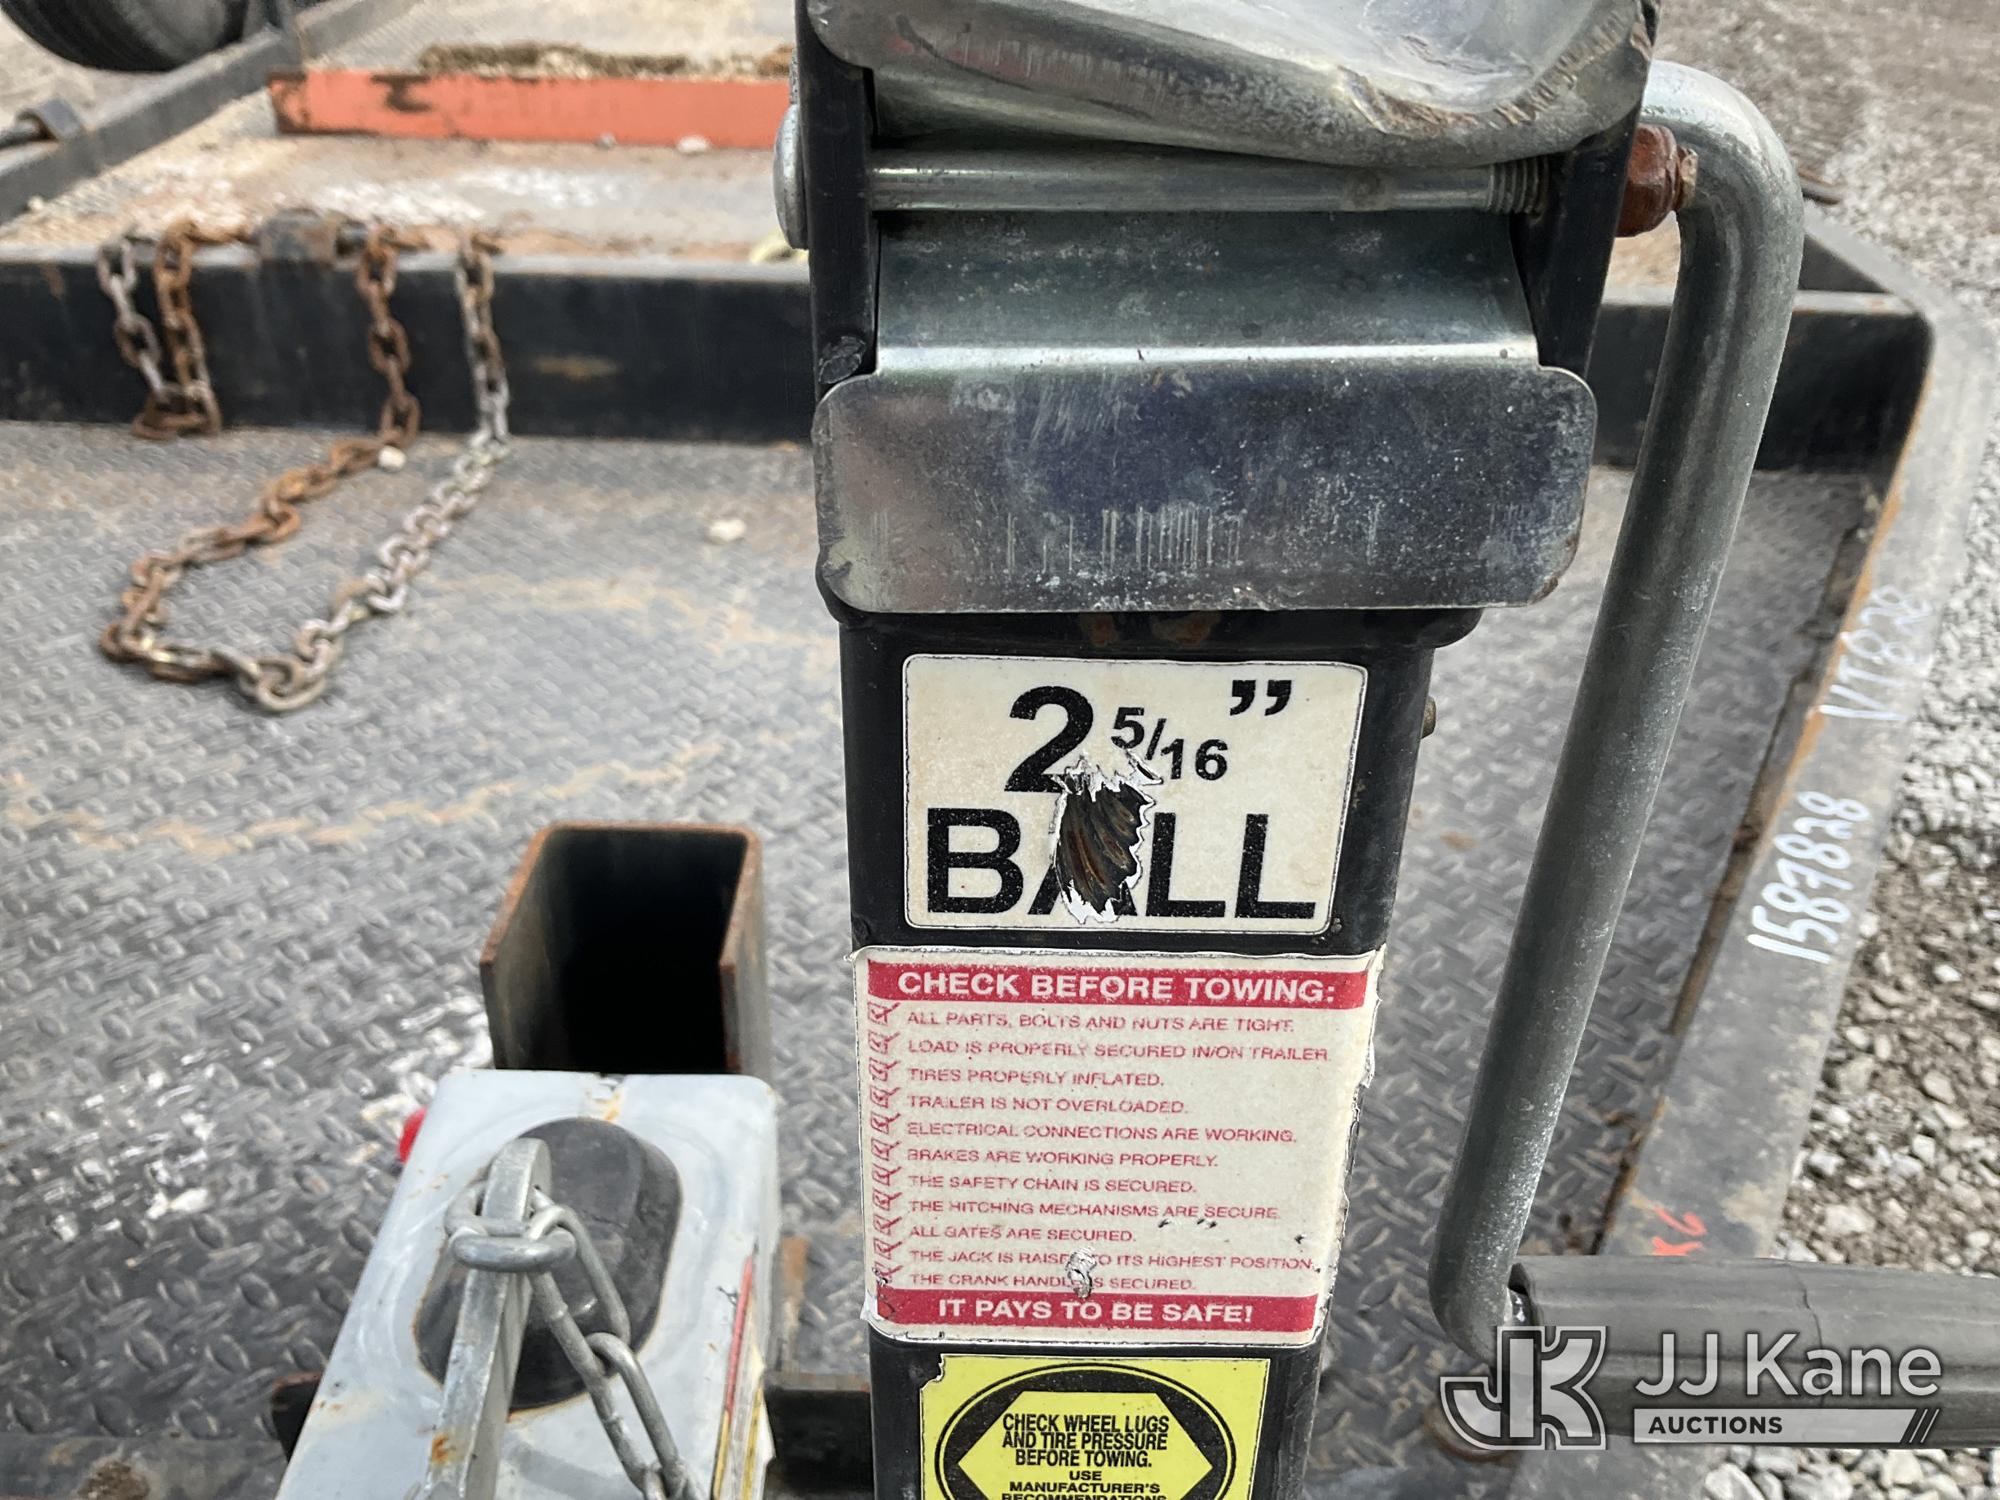 2 5/16 ”
BALL
CHECK BEFORE TOWING:
ALL PARTS, BOLTS AND NUTS ARE TIGHT.
LOAD IS PROPERLY SECURED IN/ON TRAILER.
TIRES PROPERLY INFLATED.
TRAILER IS NOT OVERLOADED.
ELECTRICAL CONNECTIONS ARE WORKING.
BRAKES ARE WORKING PROPERLY.
THE SAFETY CHAIN IS SECURED.
THE HITCHING MECHANISMS ARE SECURE.
ALL GATES ARE SECURED.
THE JACK IS RAISED TO ITS HIGHEST POSITION.
THE CRANK HANDLE IS SECURED.
IT PAYS TO BE SAFE!
CHECK WHEEL LUGS
AND TIRE PRESSURE
BEFORE TOWING.
USE
MANUFACTURER'S
RECOMMENDATIONS
1587828 VT828
JK JJ Kane
AUCTIONS